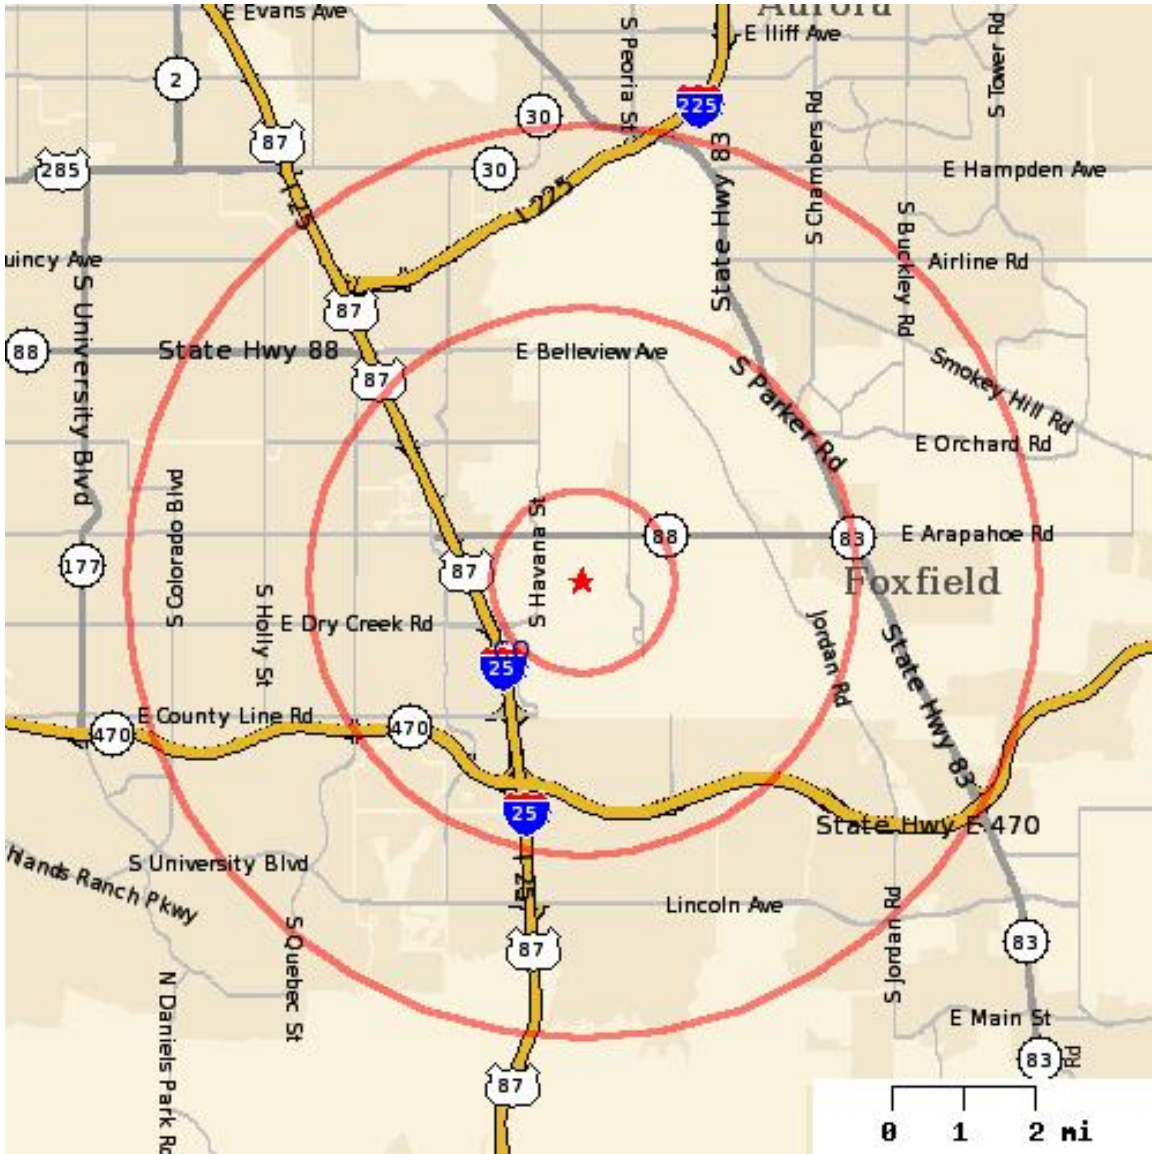 E Evans Ave
Aurora
E Iliff Ave
S Peoria St
S Tower Rd
2
225
30
S Chambers Rd
87
State Hwy 83
285
30
E Hampden Ave
I-25
I-225
S Buckley Rd
uincy Ave
Airline Rd
S University Blvd
87
88
State Hwy 88
E Belleview Ave
87
S Parker Rd
Smokey Hill Rd
E Orchard Rd
S Colorado Blvd
S Havana St
88
83
E Arapahoe Rd
177
87
Foxfield
S Holly St
E Dry Creek Rd
CO
25
Jordan Rd
State Hwy 83
E County Line Rd
470
470
25
State Hwy E 470
hlands Ranch Pkwy
S University Blvd
I 25
Lincoln Ave
S Jordan Rd
S Quebec St
87
83
N Daniels Park Rd
E Main St
83
Rd
87
0 1 2 mi